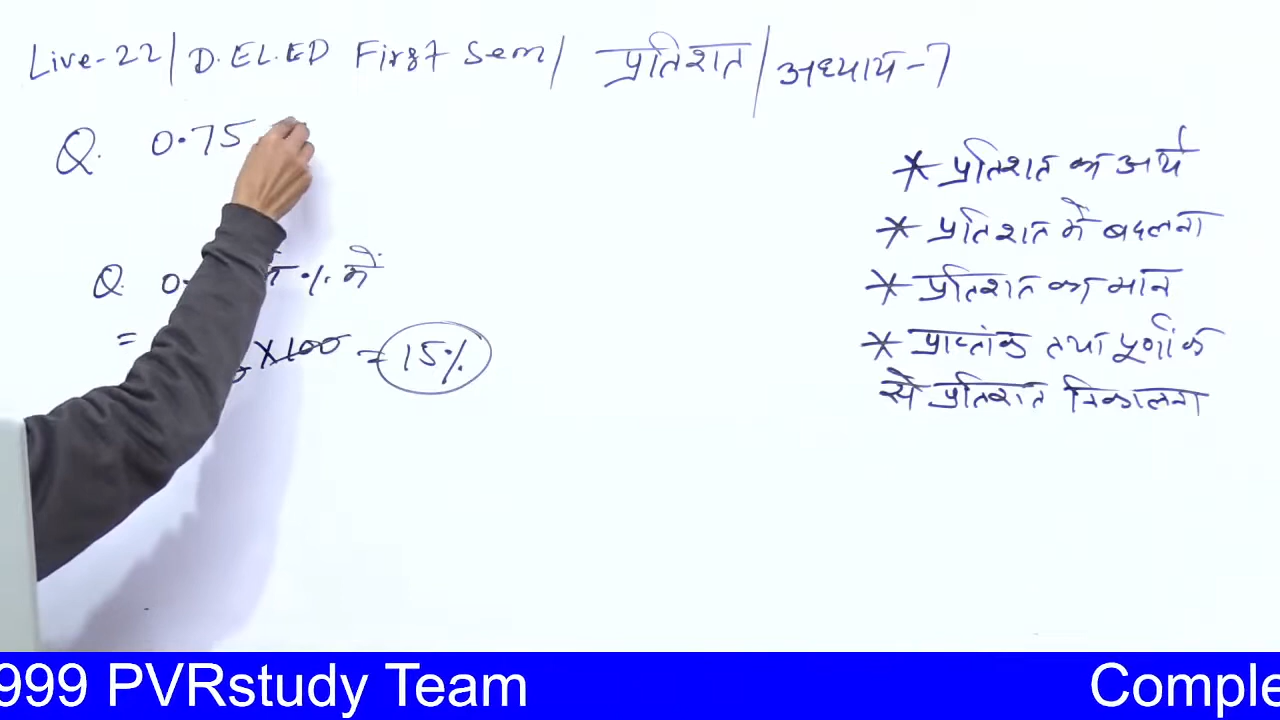 Live-22/ D.EL.ED First Sem/ प्रतिशत/ अध्याय-7
Q. 0.75
Q. 0. % में
= ×100 = 15%
* प्रतिशत का अर्थ
* प्रतिशत में बदलना
* प्रतिशत का मान
* प्राप्तांक तथा पूर्णांक
से प्रतिशत निकालना
999 PVRstudy Team Comple